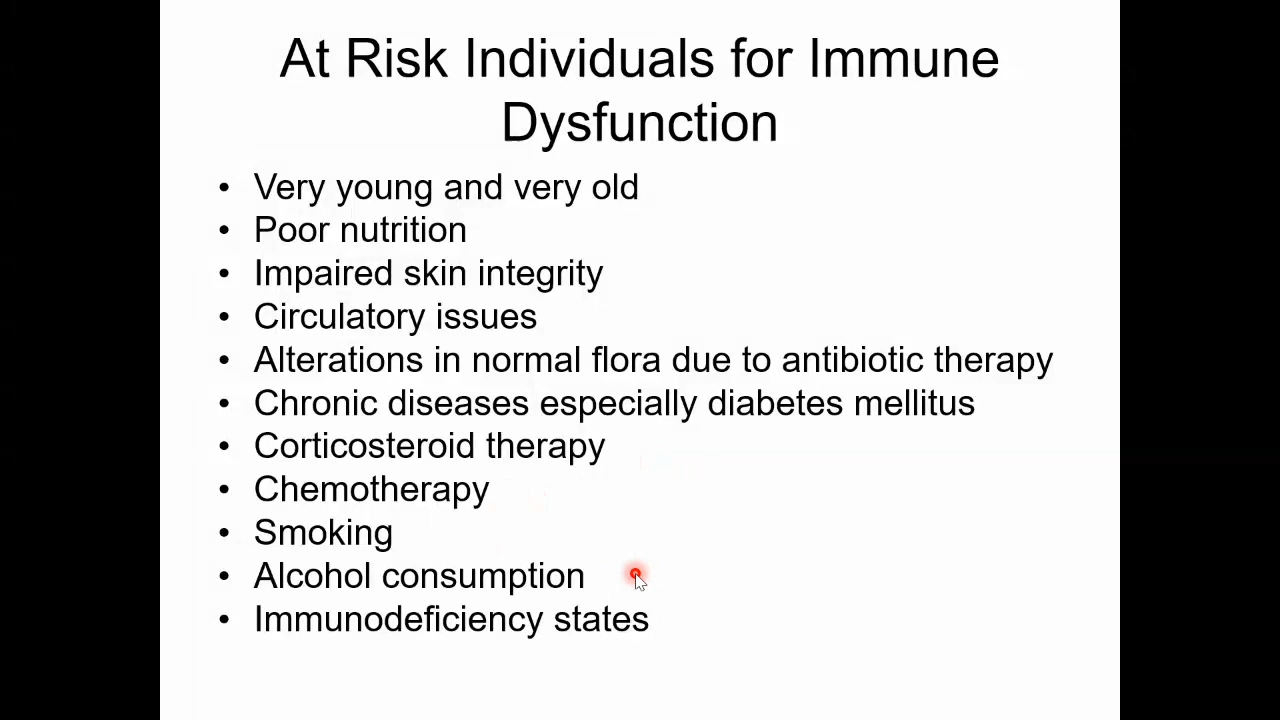 At Risk Individuals for Immune
Dysfunction
• Very young and very old
• Poor nutrition
• Impaired skin integrity
• Circulatory issues
• Alterations in normal flora due to antibiotic therapy
• Chronic diseases especially diabetes mellitus
• Corticosteroid therapy
• Chemotherapy
• Smoking
• Alcohol consumption
• Immunodeficiency states